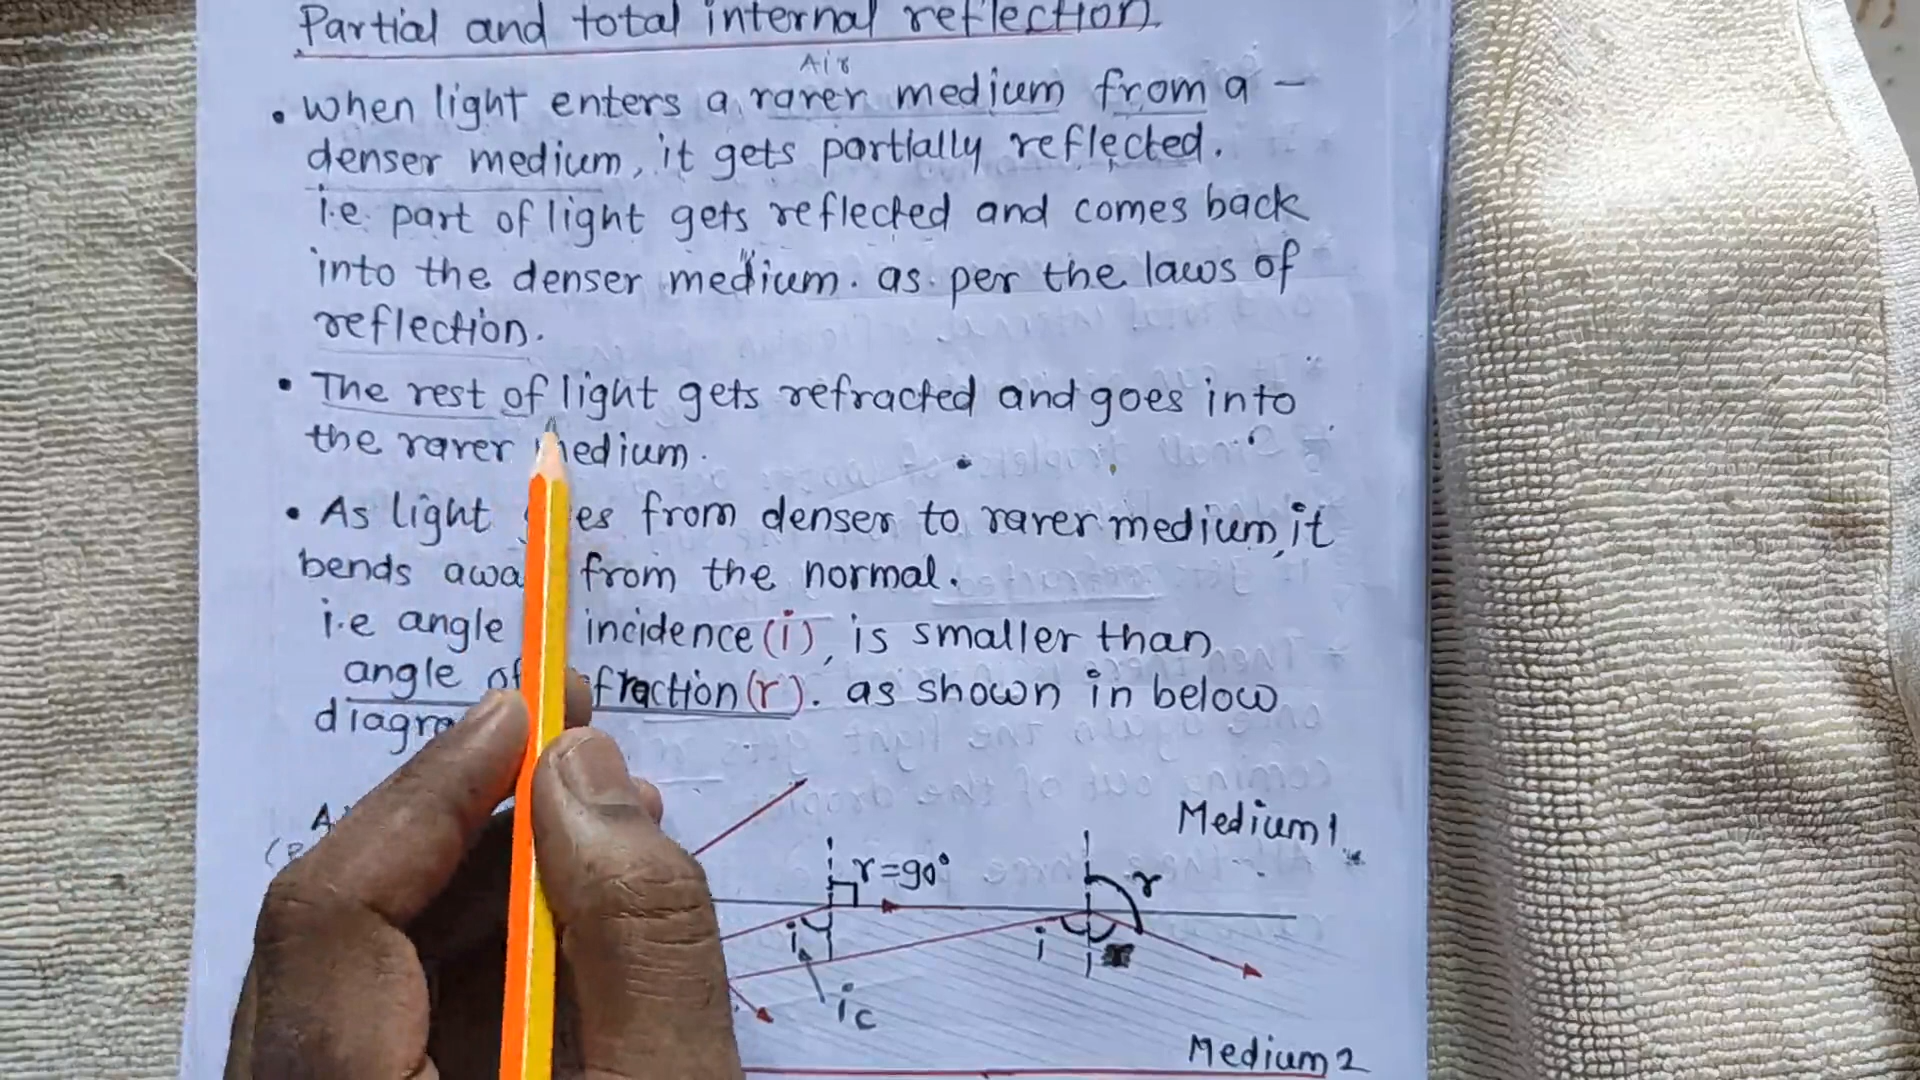 Partial and total internal reflection.
Air
• when light enters a rarer medium from a -
denser medium, it gets partially reflected.
i.e. part of light gets reflected and comes back
into the denser medium. as per the laws of
reflection.
• The rest of light gets refracted and goes into
the rarer medium.
• As light from denser to rarer medium, it
bends from the normal.
i.e angle incidence (i), is smaller than
angle of (r). as shown in below
Medium 1
r=90°
r
i
i
ic
Medium 2